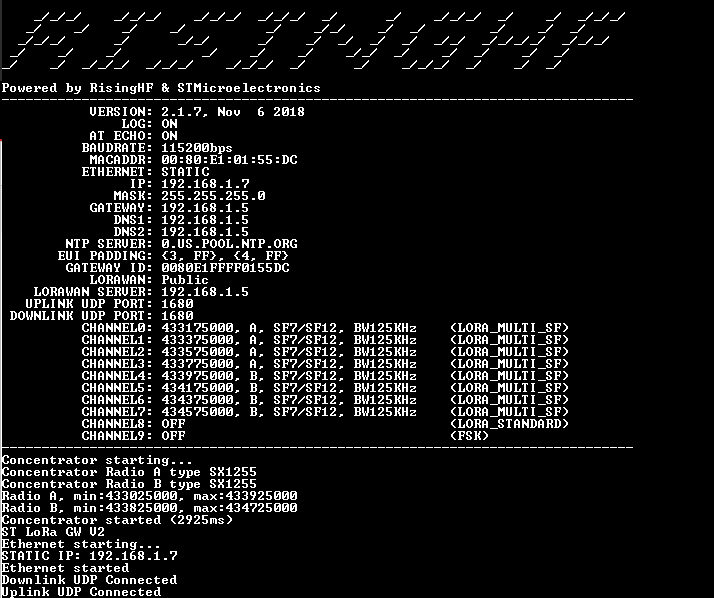 RISINGHF
Powered by RisingHF & STMicroelectronics
VERSION: 2.1.7, Nov  6 2018
LOG: ON
AT ECHO: ON
BAUDRATE: 115200bps
MACADDR: 00:80:E1:01:55:DC
ETHERNET: STATIC
IP: 192.168.1.7
MASK: 255.255.255.0
GATEWAY: 192.168.1.5
DNS1: 192.168.1.5
DNS2: 192.168.1.5
NTP SERVER: 0.US.POOL.NTP.ORG
EUI PADDING: {3, FF}, {4, FF}
GATEWAY ID: 0080E1FFFF0155DC
LORAWAN: Public
LORAWAN SERVER: 192.168.1.5
UPLINK UDP PORT: 1680
DOWNLINK UDP PORT: 1680
CHANNEL0: 433175000, A, SF7/SF12, BW125KHz (LORA_MULTI_SF)
CHANNEL1: 433375000, A, SF7/SF12, BW125KHz (LORA_MULTI_SF)
CHANNEL2: 433575000, A, SF7/SF12, BW125KHz (LORA_MULTI_SF)
CHANNEL3: 433775000, A, SF7/SF12, BW125KHz (LORA_MULTI_SF)
CHANNEL4: 433975000, B, SF7/SF12, BW125KHz (LORA_MULTI_SF)
CHANNEL5: 434175000, B, SF7/SF12, BW125KHz (LORA_MULTI_SF)
CHANNEL6: 434375000, B, SF7/SF12, BW125KHz (LORA_MULTI_SF)
CHANNEL7: 434575000, B, SF7/SF12, BW125KHz (LORA_MULTI_SF)
CHANNEL8: OFF (LORA_STANDARD)
CHANNEL9: OFF (FSK)
Concentrator starting...
Concentrator Radio A type SX1255
Concentrator Radio B type SX1255
Radio A, min:433025000, max:433925000
Radio B, min:433825000, max:434725000
Concentrator started (2925ms)
ST LoRa GW V2
Ethernet starting...
STATIC IP: 192.168.1.7
Ethernet started
Downlink UDP Connected
Uplink UDP Connected